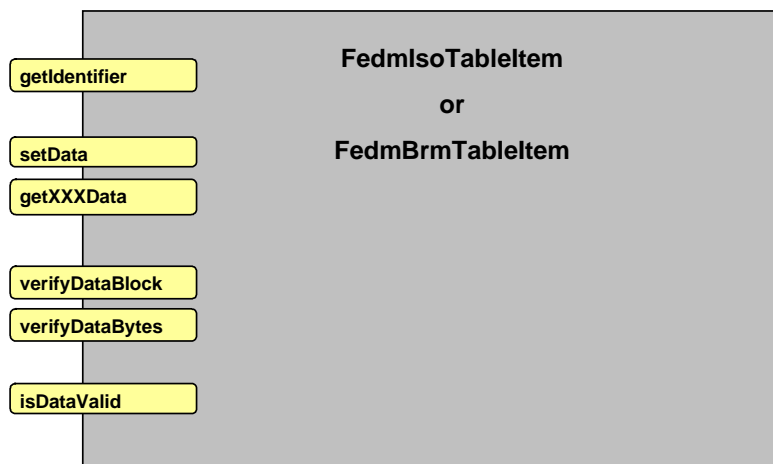 FedmIsoTableItem
or
FedmBrmTableItem
getIdentifier
setData
getXXXData
verifyDataBlock
verifyDataBytes
isDataValid